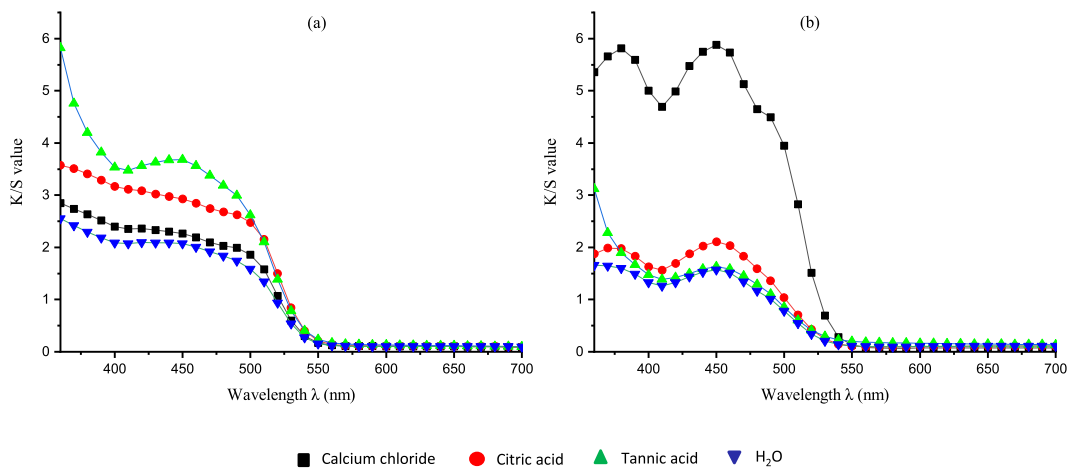 (a)
(b)
K/S value
6
5
4
3
2
1
0
400
450
500
550
600
650
700
Wavelength λ (nm)
K/S value
6
5
4
3
2
1
0
400
450
500
550
600
650
700
Wavelength λ (nm)
Calcium chloride
Citric acid
Tannic acid
H₂O